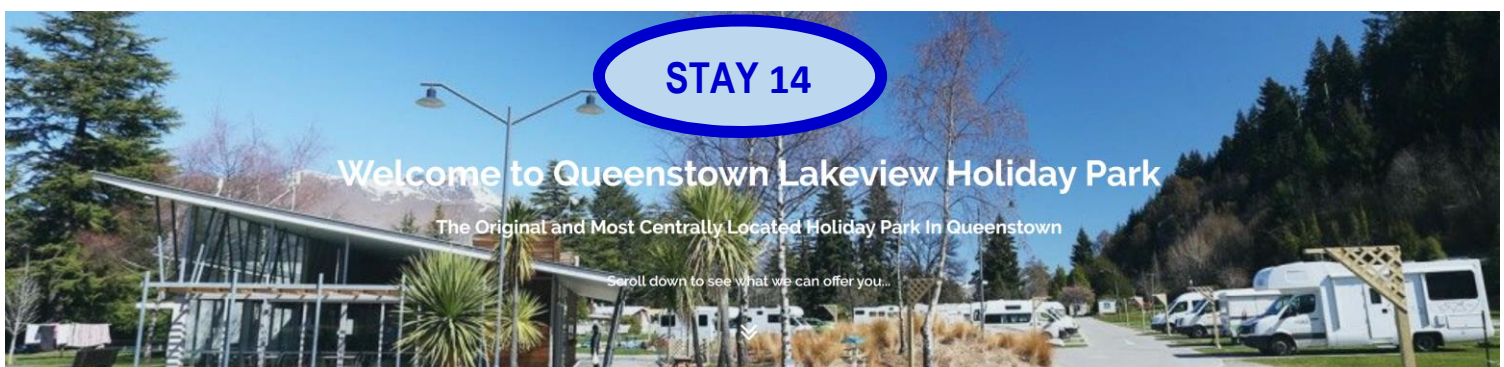 STAY 14
Welcome to Queenstown Lakeview Holiday Park
The Original and Most Centrally Located Holiday Park In Queenstown
Scroll down to see what we can offer you...